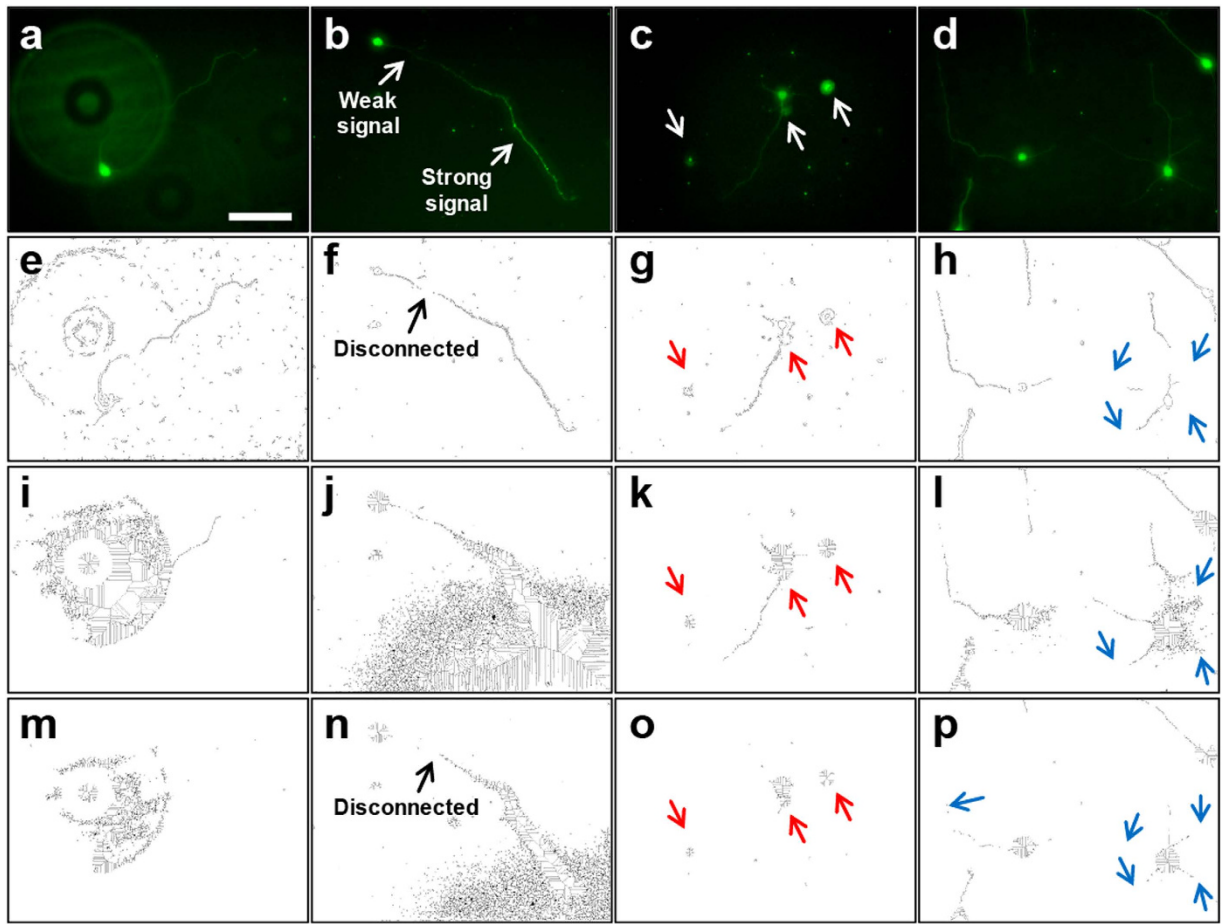 a
b
Weak
signal
Strong
signal
c
d
e
f
Disconnected
g
h
i
j
k
l
m
n
Disconnected
o
p